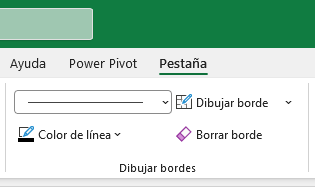 Ayuda Power Pivot Pestaña
Dibujar borde
Color de línea Borrar borde
Dibujar bordes